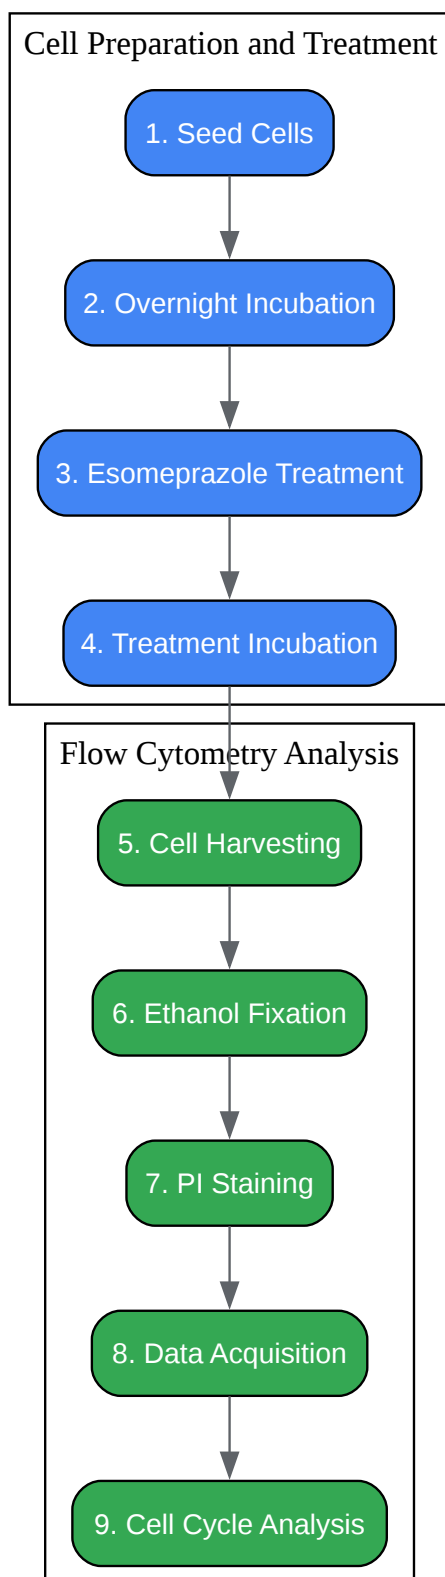 Cell Preparation and Treatment
1. Seed Cells
2. Overnight Incubation
3. Esomeprazole Treatment
4. Treatment Incubation
Flow Cytometry Analysis
5. Cell Harvesting
6. Ethanol Fixation
7. PI Staining
8. Data Acquisition
9. Cell Cycle Analysis